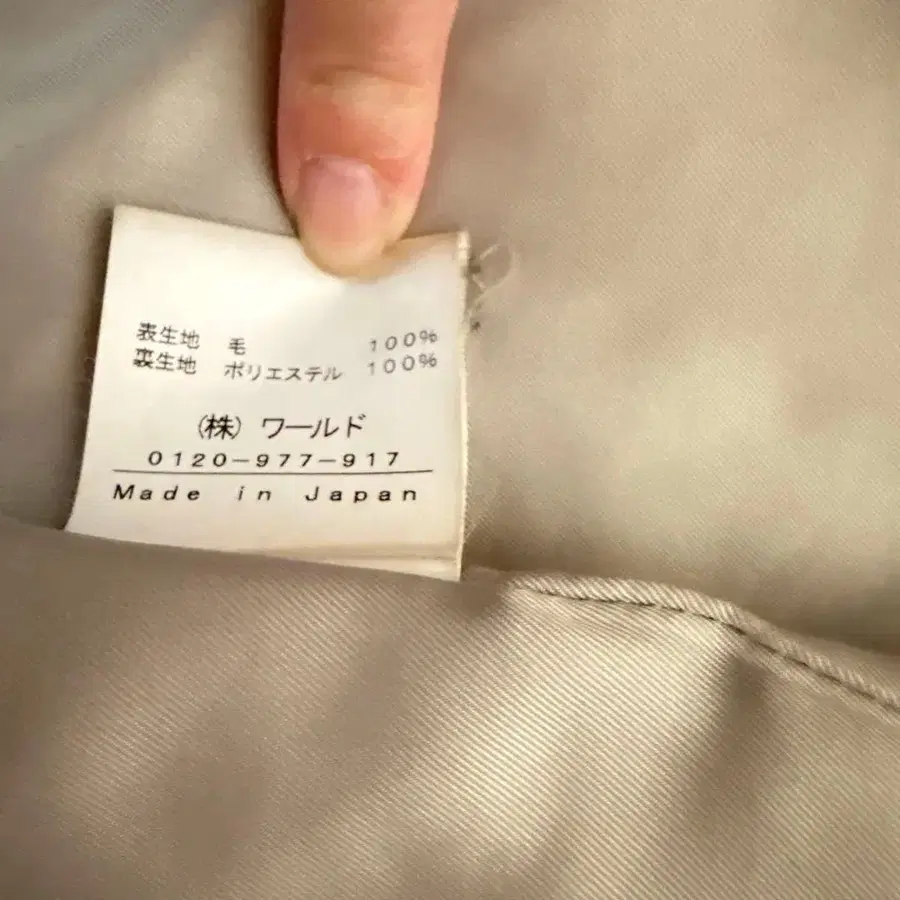 表生地 毛 100%
裏生地 ポリエステル 100%
(株) ワールド
0120-977-917
Made in Japan